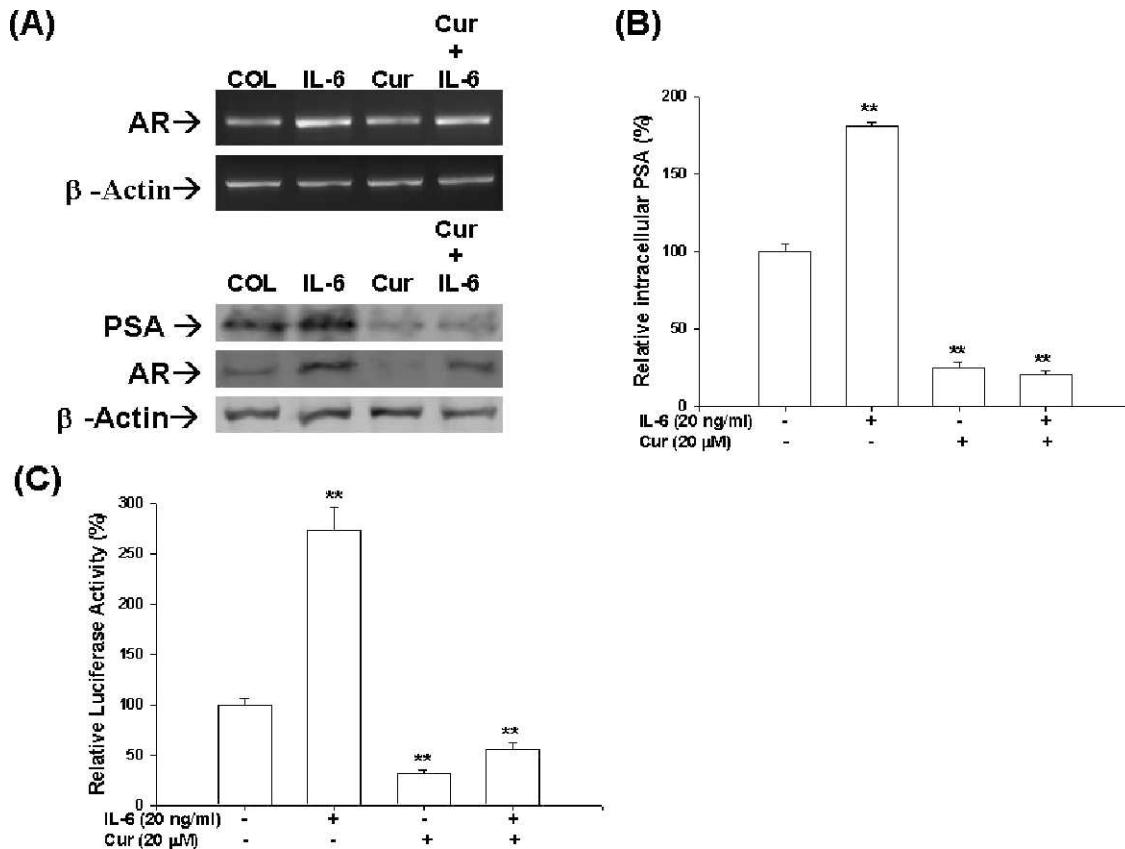 (A)
Cur
+
COL IL-6 Cur IL-6
AR→
β -Actin→
Cur
+
COL IL-6 Cur IL-6
PSA →
AR→
β -Actin→
(B)
Relative intracellular PSA (%)
200
150
100
50
0
**
**
**
IL-6 (20 ng/ml) - + - +
Cur (20 µM) - - + +
(C)
Relative Luciferase Activity (%)
300
250
200
150
100
50
0
**
**
**
IL-6 (20 ng/ml) - + - +
Cur (20 µM) - - + +